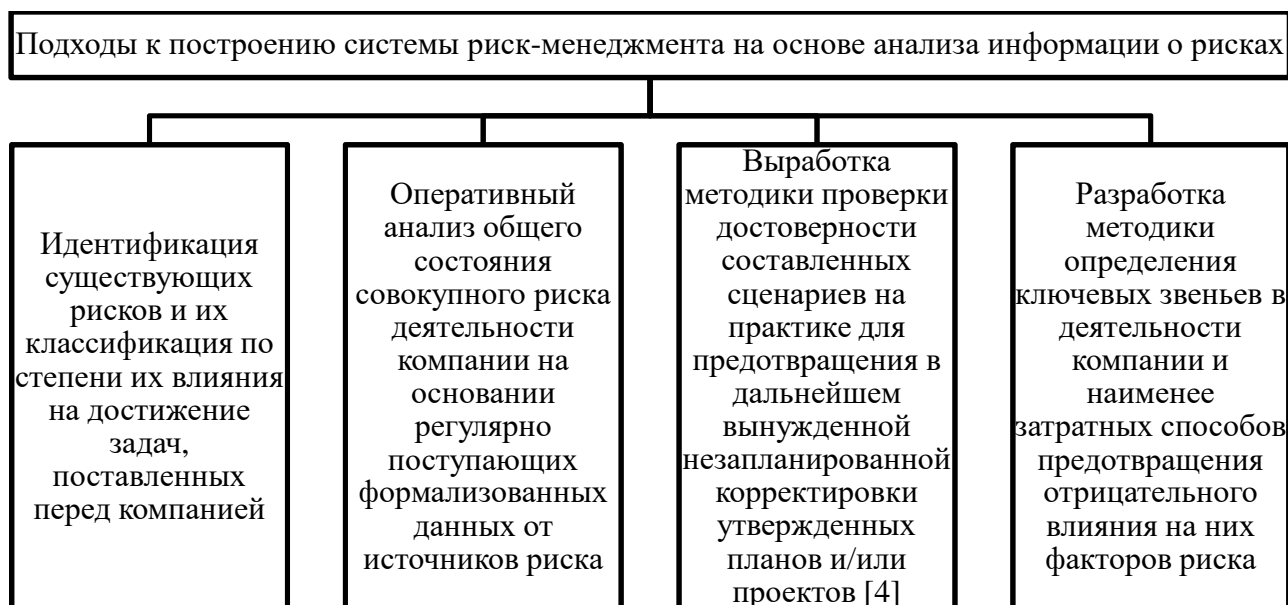 Подходы к построению системы риск-менеджмента на основе анализа информации о рисках
Идентификация
существующих
рисков и их
классификация по
степени их влияния
на достижение
задач,
поставленных
перед компанией
Оперативный
анализ общего
состояния
совокупного риска
деятельности
компании на
основании
регулярно
поступающих
формализованных
данных от
источников риска
Выработка
методики проверки
достоверности
составленных
сценариев на
практике для
предотвращения в
дальнейшем
вынужденной
незапланированной
корректировки
утвержденных
планов и/или
проектов [4]
Разработка
методики
определения
ключевых звеньев в
деятельности
компании и
наименее
затратных способов
предотвращения
отрицательного
влияния на них
факторов риска